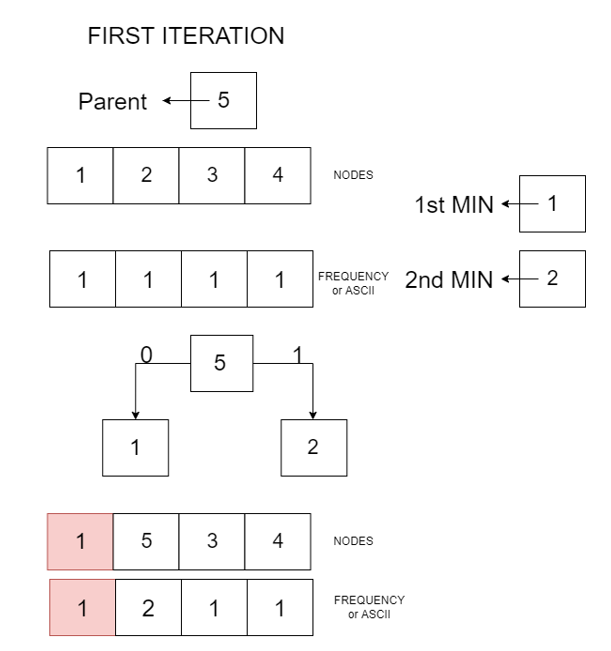 FIRST ITERATION
Parent 5
1 2 3 4 NODES
1st MIN 1
1 1 1 1 FREQUENCY
or ASCII
2nd MIN 2
0 5 1
1 2
1 5 3 4 NODES
1 2 1 1 FREQUENCY
or ASCII